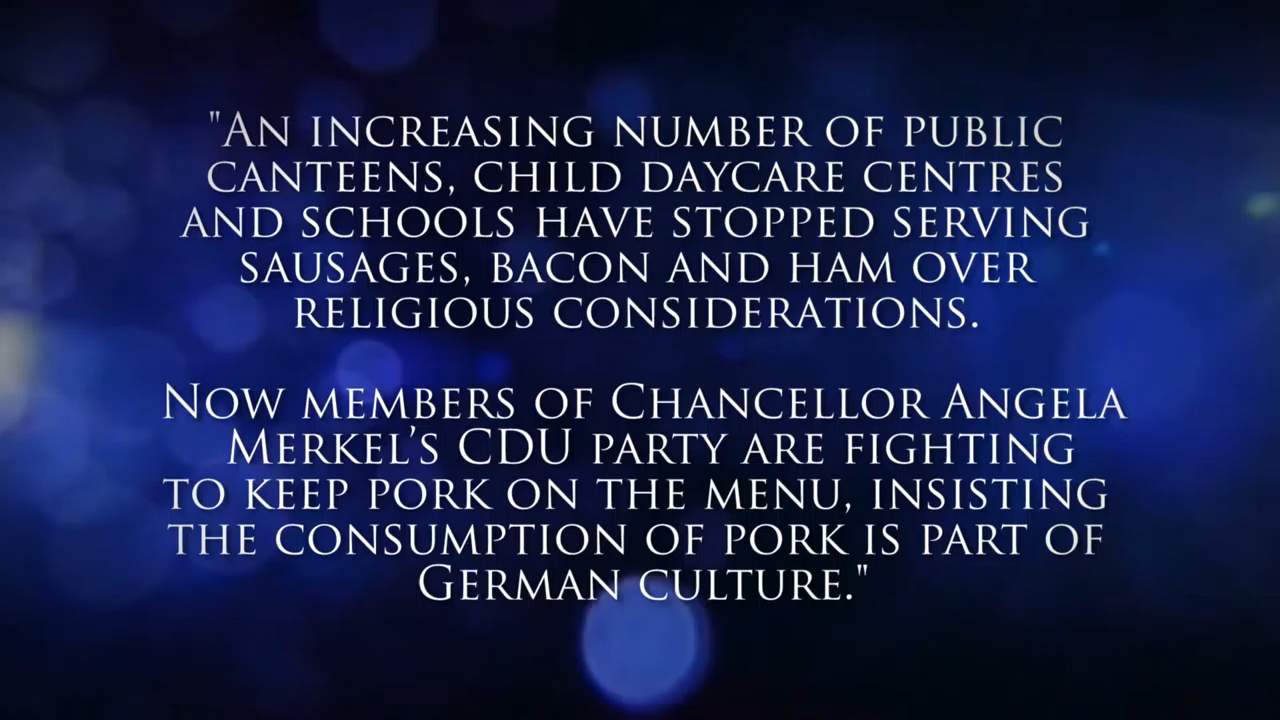 "An increasing number of public
canteens, child daycare centres
and schools have stopped serving
sausages, bacon and ham over
religious considerations.
Now members of Chancellor Angela
Merkel’s CDU party are fighting
to keep pork on the menu, insisting
the consumption of pork is part of
German culture."